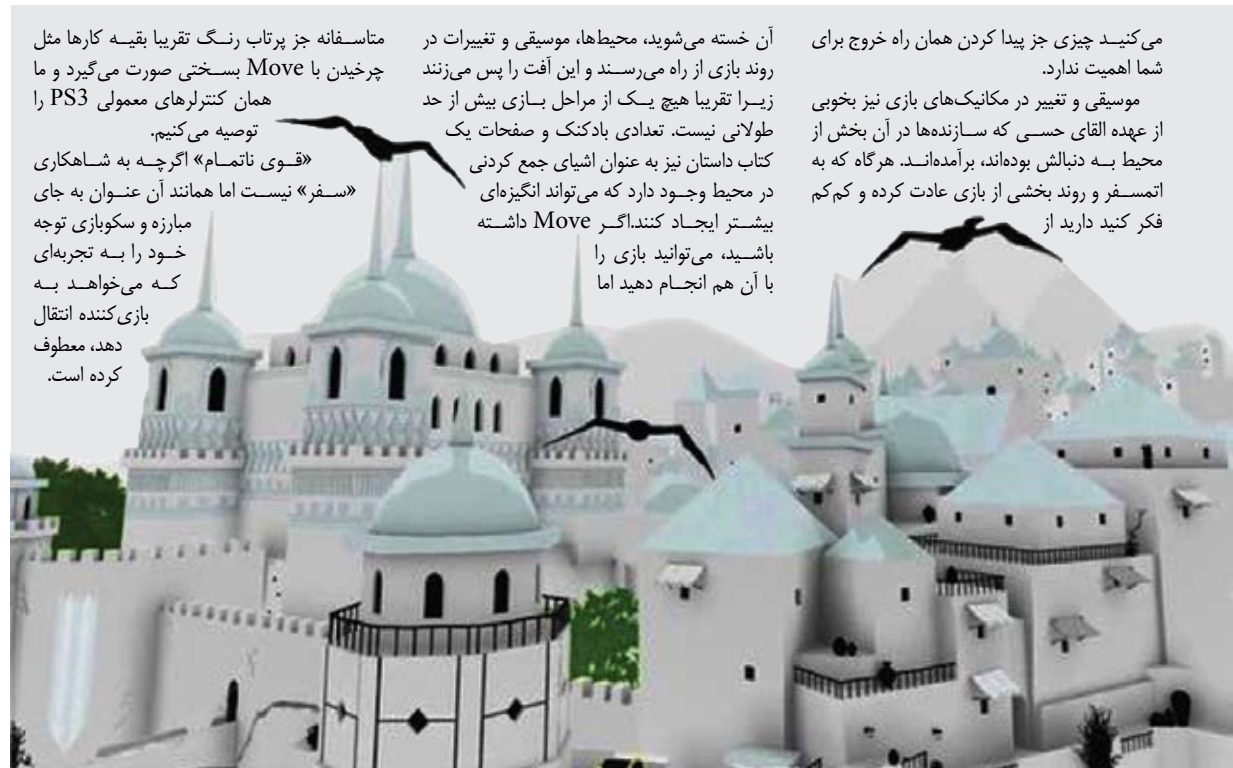 می‌کنید چیزی جز پیدا کردن همان راه خروج برای
شما اهمیت ندارد.
موسیقی و تغییر در مکانیک‌های بازی نیز بخوبی
از عهده القای حسی که سازنده‌ها در آن بخش از
محیط به دنبالش بوده‌اند، برآمده‌اند. هرگاه که به
اتمسفر و روند بخشی از بازی عادت کرده و کم‌کم
فکر کنید دارید از
آن خسته می‌شوید، محیط‌ها، موسیقی و تغییرات در
روند بازی از راه می‌رسند و این آفت را پس می‌زنند
زیرا تقریبا هیچ یک از مراحل بازی بیش از حد
طولانی نیست. تعدادی بادکنک و صفحات یک
کتاب داستان نیز به عنوان اشیای جمع کردنی
در محیط وجود دارد که می‌تواند انگیزه‌ای
بیشتر ایجاد کنند.اگر Move داشته
باشید، می‌توانید بازی را
با آن هم انجام دهید اما
متاسفانه جز پرتاب رنگ تقریبا بقیه کارها مثل
چرخیدن با Move بسختی صورت می‌گیرد و ما
همان کنترلرهای معمولی PS3 را
توصیه می‌کنیم.
«قوی ناتمام» اگرچه به شاهکاری
«سفر» نیست اما همانند آن عنوان به جای
مبارزه و سکوبازی توجه
خود را به تجربه‌ای
که می‌خواهد به
بازی‌کننده انتقال
دهد، معطوف
کرده است.